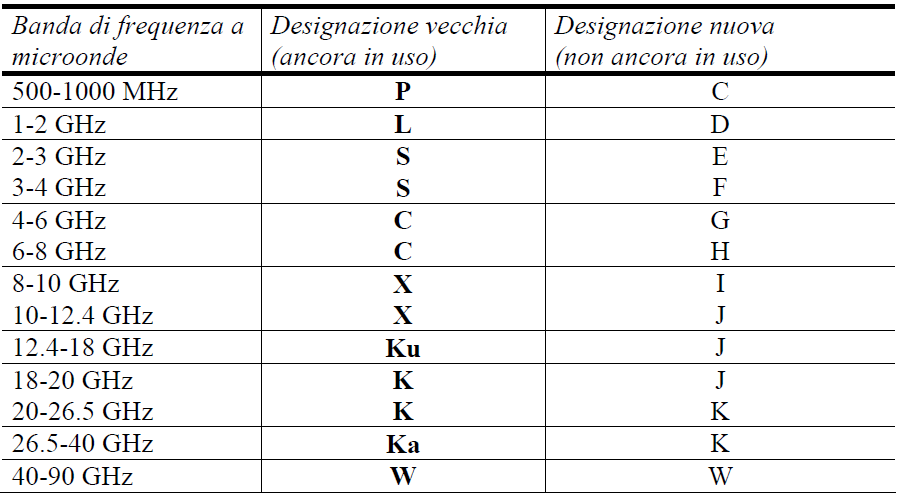 Banda di frequenza a microonde Designazione vecchia (ancora in uso) Designazione nuova (non ancora in uso)
500-1000 MHz P C
1-2 GHz L D
2-3 GHz S E
3-4 GHz S F
4-6 GHz C G
6-8 GHz C H
8-10 GHz X I
10-12.4 GHz X J
12.4-18 GHz Ku J
18-20 GHz K J
20-26.5 GHz K K
26.5-40 GHz Ka K
40-90 GHz W W